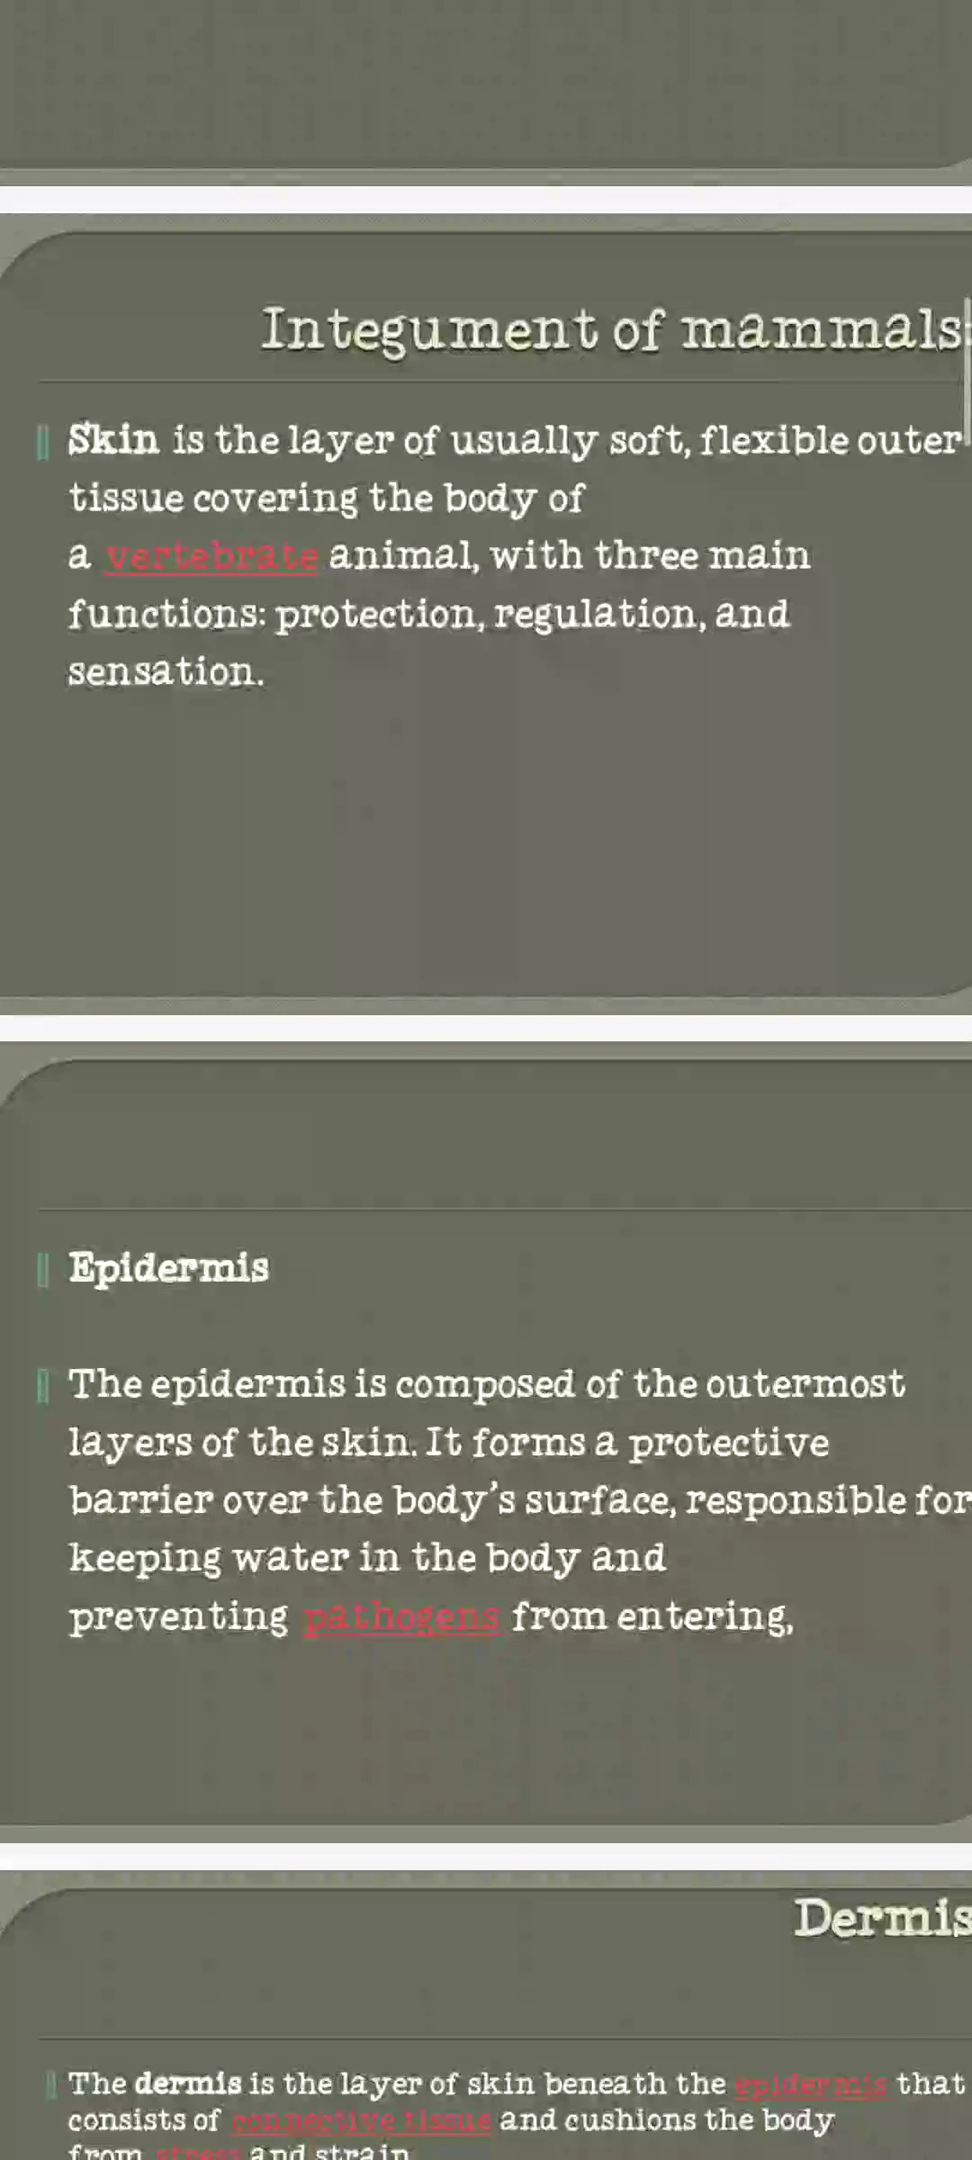 Integument of mammals
Skin is the layer of usually soft, flexible outer
tissue covering the body of
a vertebrate animal, with three main
functions: protection, regulation, and
sensation.
Epidermis
The epidermis is composed of the outermost
layers of the skin. It forms a protective
barrier over the body’s surface, responsible for
keeping water in the body and
preventing pathogens from entering,
Dermis
The dermis is the layer of skin beneath the epidermis that
consists of connective tissue and cushions the body
from stress and strain